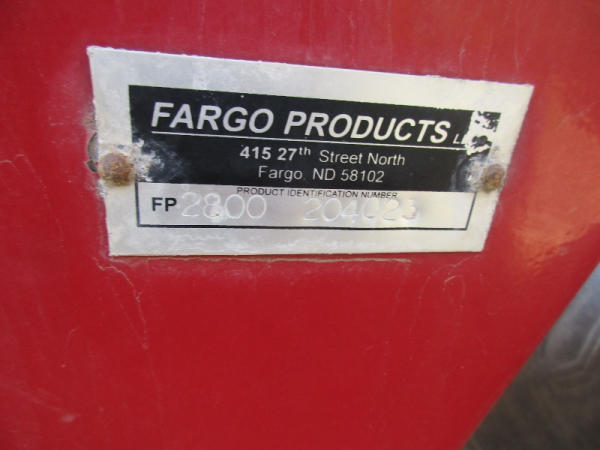 FARGO PRODUCTS
415 27th Street North
Fargo, ND 58102
PRODUCT IDENTIFICATION NUMBER
FP 2800